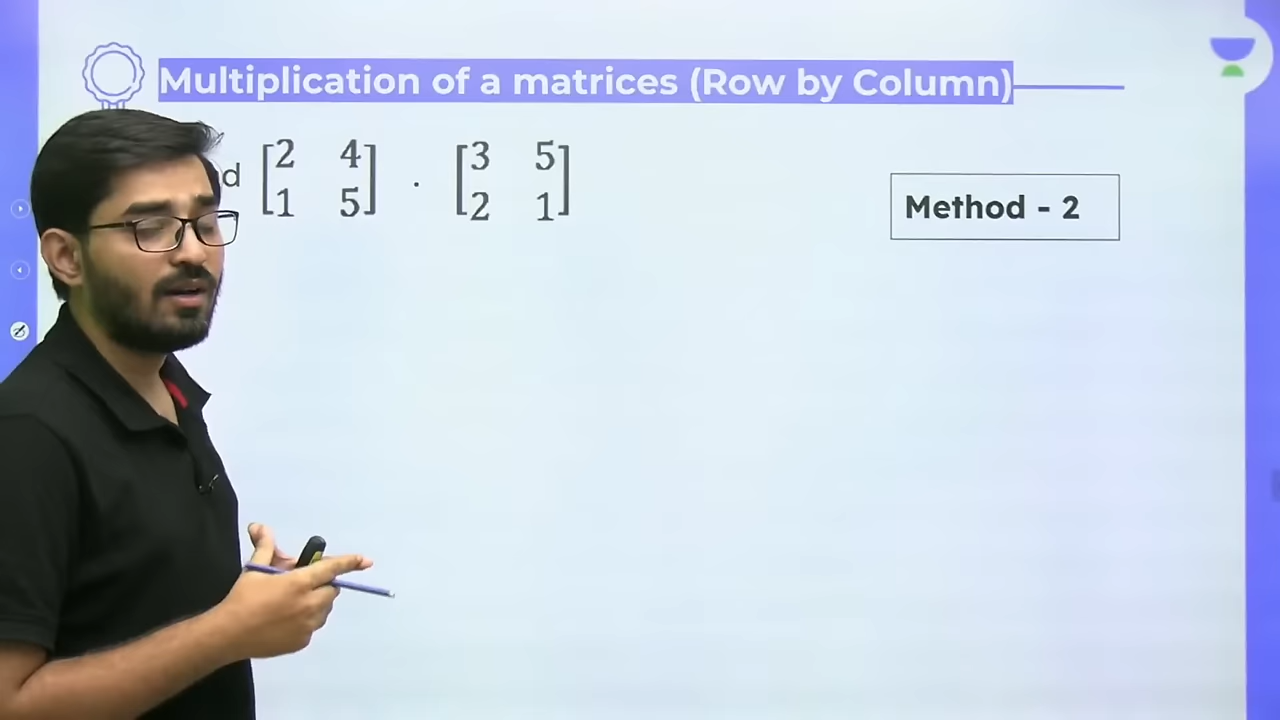 Multiplication of a matrices (Row by Column)
[2 4] . [3 5]
[1 5] [2 1]
Method - 2